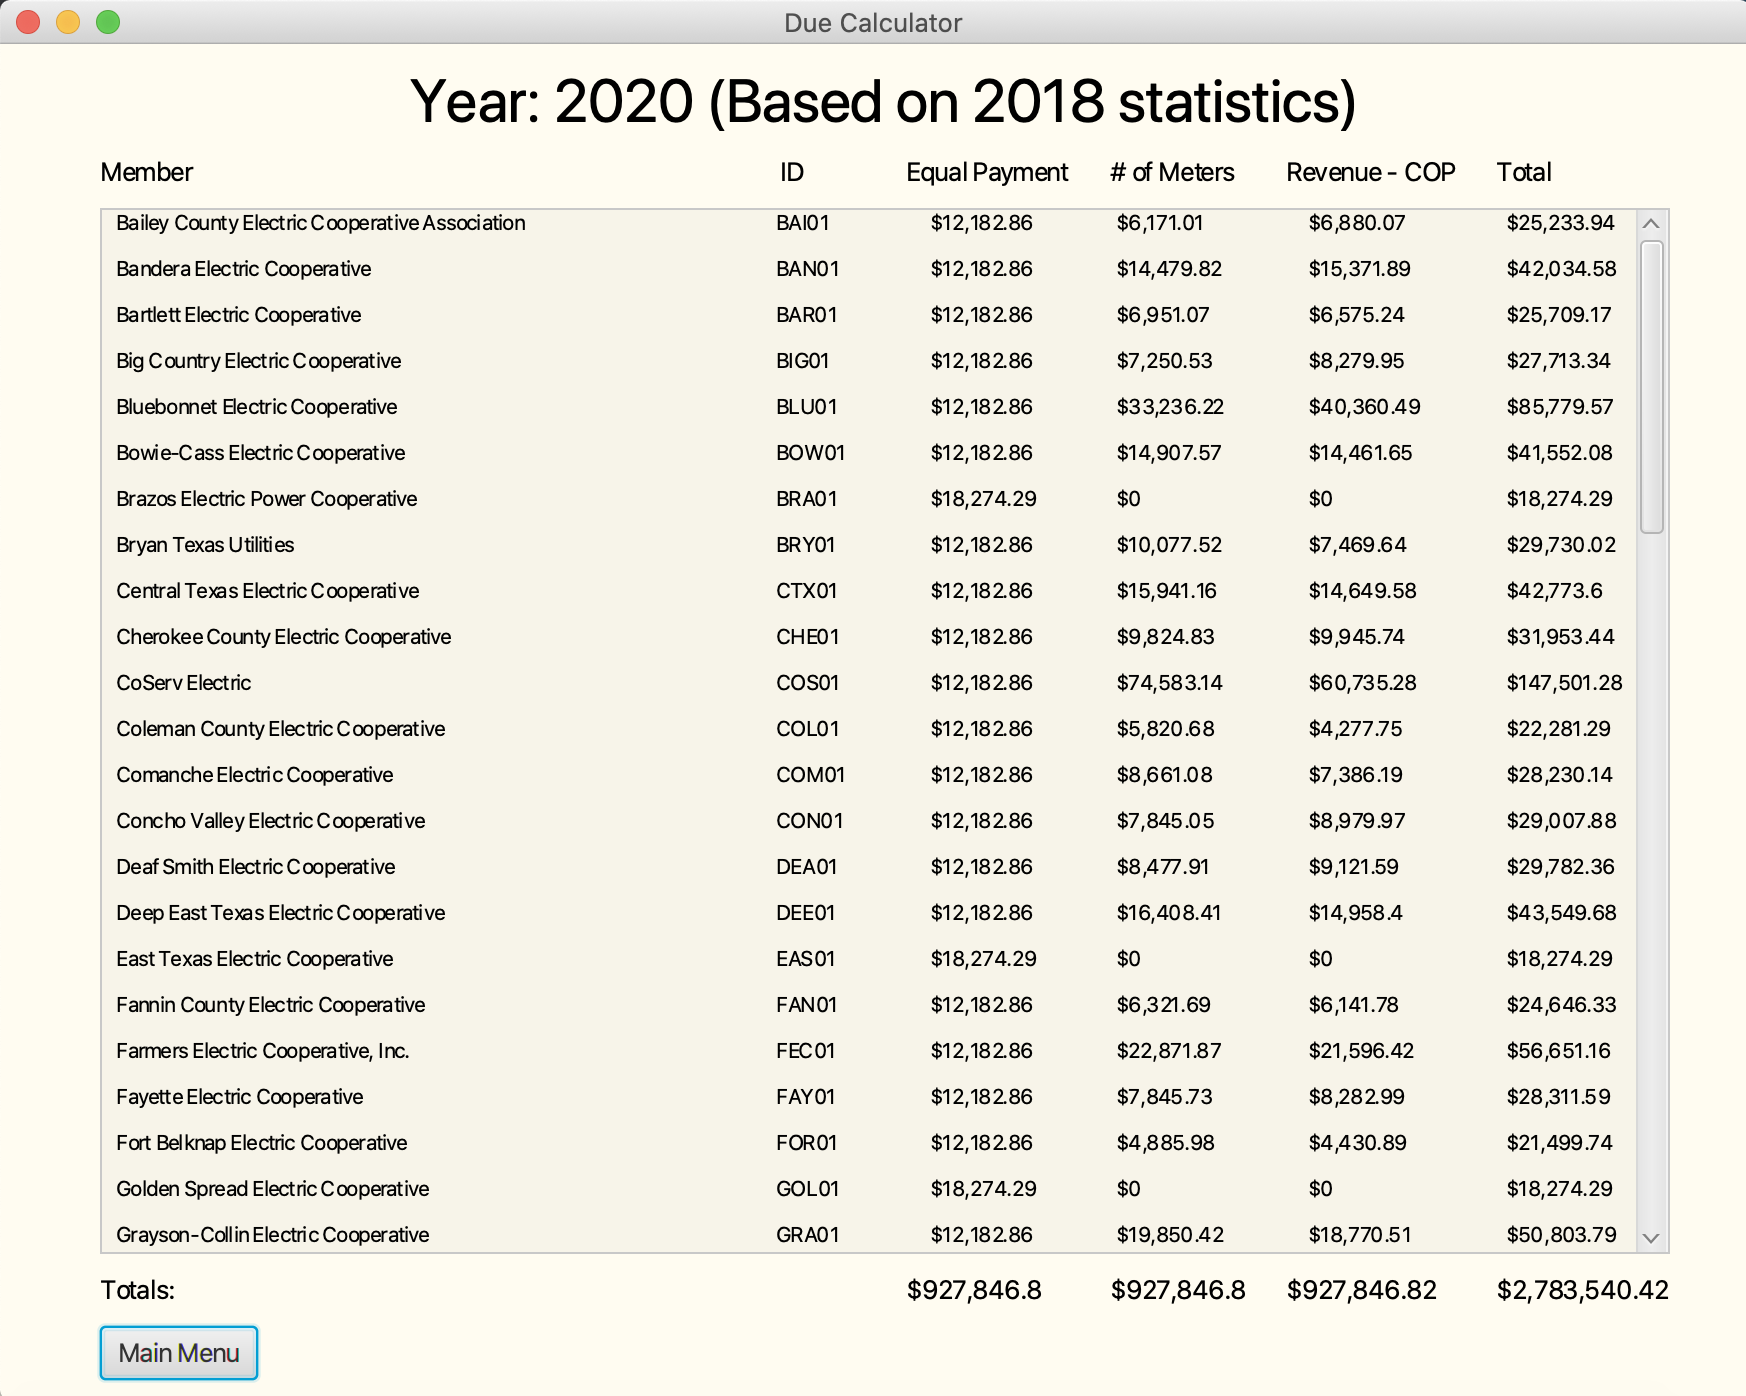 Due Calculator
Year: 2020 (Based on 2018 statistics)
Member ID Equal Payment # of Meters Revenue - COP Total
Bailey County Electric Cooperative Association BAI01 $12,182.86 $6,171.01 $6,880.07 $25,233.94
Bandera Electric Cooperative BAN01 $12,182.86 $14,479.82 $15,371.89 $42,034.58
Bartlett Electric Cooperative BAR01 $12,182.86 $6,951.07 $6,575.24 $25,709.17
Big Country Electric Cooperative BIG01 $12,182.86 $7,250.53 $8,279.95 $27,713.34
Bluebonnet Electric Cooperative BLU01 $12,182.86 $33,236.22 $40,360.49 $85,779.57
Bowie-Cass Electric Cooperative BOW01 $12,182.86 $14,907.57 $14,461.65 $41,552.08
Brazos Electric Power Cooperative BRA01 $18,274.29 $0 $0 $18,274.29
Bryan Texas Utilities BRY01 $12,182.86 $10,077.52 $7,469.64 $29,730.02
Central Texas Electric Cooperative CTX01 $12,182.86 $15,941.16 $14,649.58 $42,773.6
Cherokee County Electric Cooperative CHE01 $12,182.86 $9,824.83 $9,945.74 $31,953.44
CoServ Electric COS01 $12,182.86 $74,583.14 $60,735.28 $147,501.28
Coleman County Electric Cooperative COL01 $12,182.86 $5,820.68 $4,277.75 $22,281.29
Comanche Electric Cooperative COM01 $12,182.86 $8,661.08 $7,386.19 $28,230.14
Concho Valley Electric Cooperative CON01 $12,182.86 $7,845.05 $8,979.97 $29,007.88
Deaf Smith Electric Cooperative DEA01 $12,182.86 $8,477.91 $9,121.59 $29,782.36
Deep East Texas Electric Cooperative DEE01 $12,182.86 $16,408.41 $14,958.4 $43,549.68
East Texas Electric Cooperative EAS01 $18,274.29 $0 $0 $18,274.29
Fannin County Electric Cooperative FAN01 $12,182.86 $6,321.69 $6,141.78 $24,646.33
Farmers Electric Cooperative, Inc. FEC01 $12,182.86 $22,871.87 $21,596.42 $56,651.16
Fayette Electric Cooperative FAY01 $12,182.86 $7,845.73 $8,282.99 $28,311.59
Fort Belknap Electric Cooperative FOR01 $12,182.86 $4,885.98 $4,430.89 $21,499.74
Golden Spread Electric Cooperative GOL01 $18,274.29 $0 $0 $18,274.29
Grayson-Collin Electric Cooperative GRA01 $12,182.86 $19,850.42 $18,770.51 $50,803.79
Totals: $927,846.8 $927,846.8 $927,846.82 $2,783,540.42
Main Menu